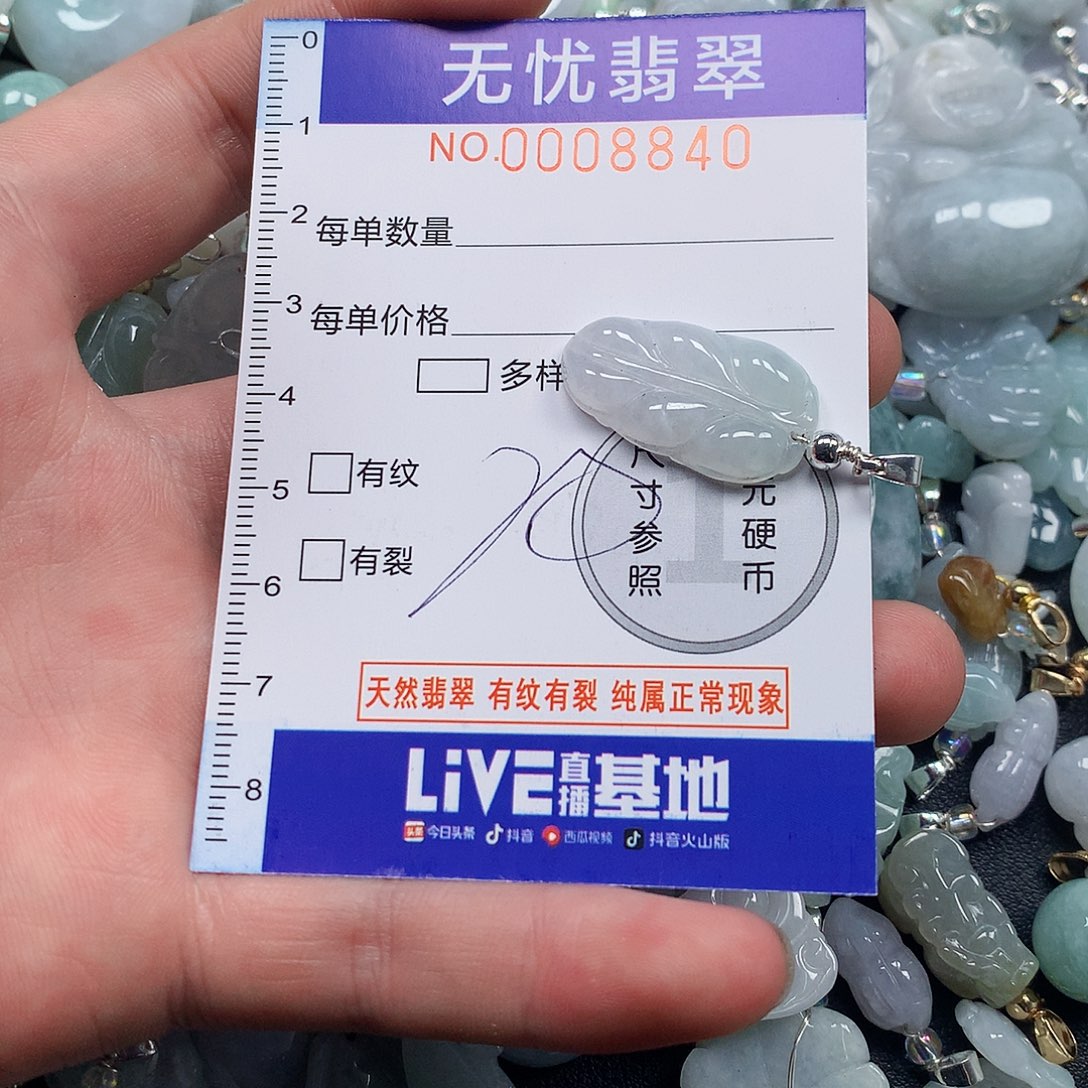 无忧翡翠
NO.0008840
0
1
2
3
4
5
6
7
8
每单数量
每单价格
多样
有纹
有裂
尺寸参照
元硬币
天然翡翠 有纹有裂 纯属正常现象
LiVE直播基地
头条 今日头条 抖音 西瓜视频 抖音火山版